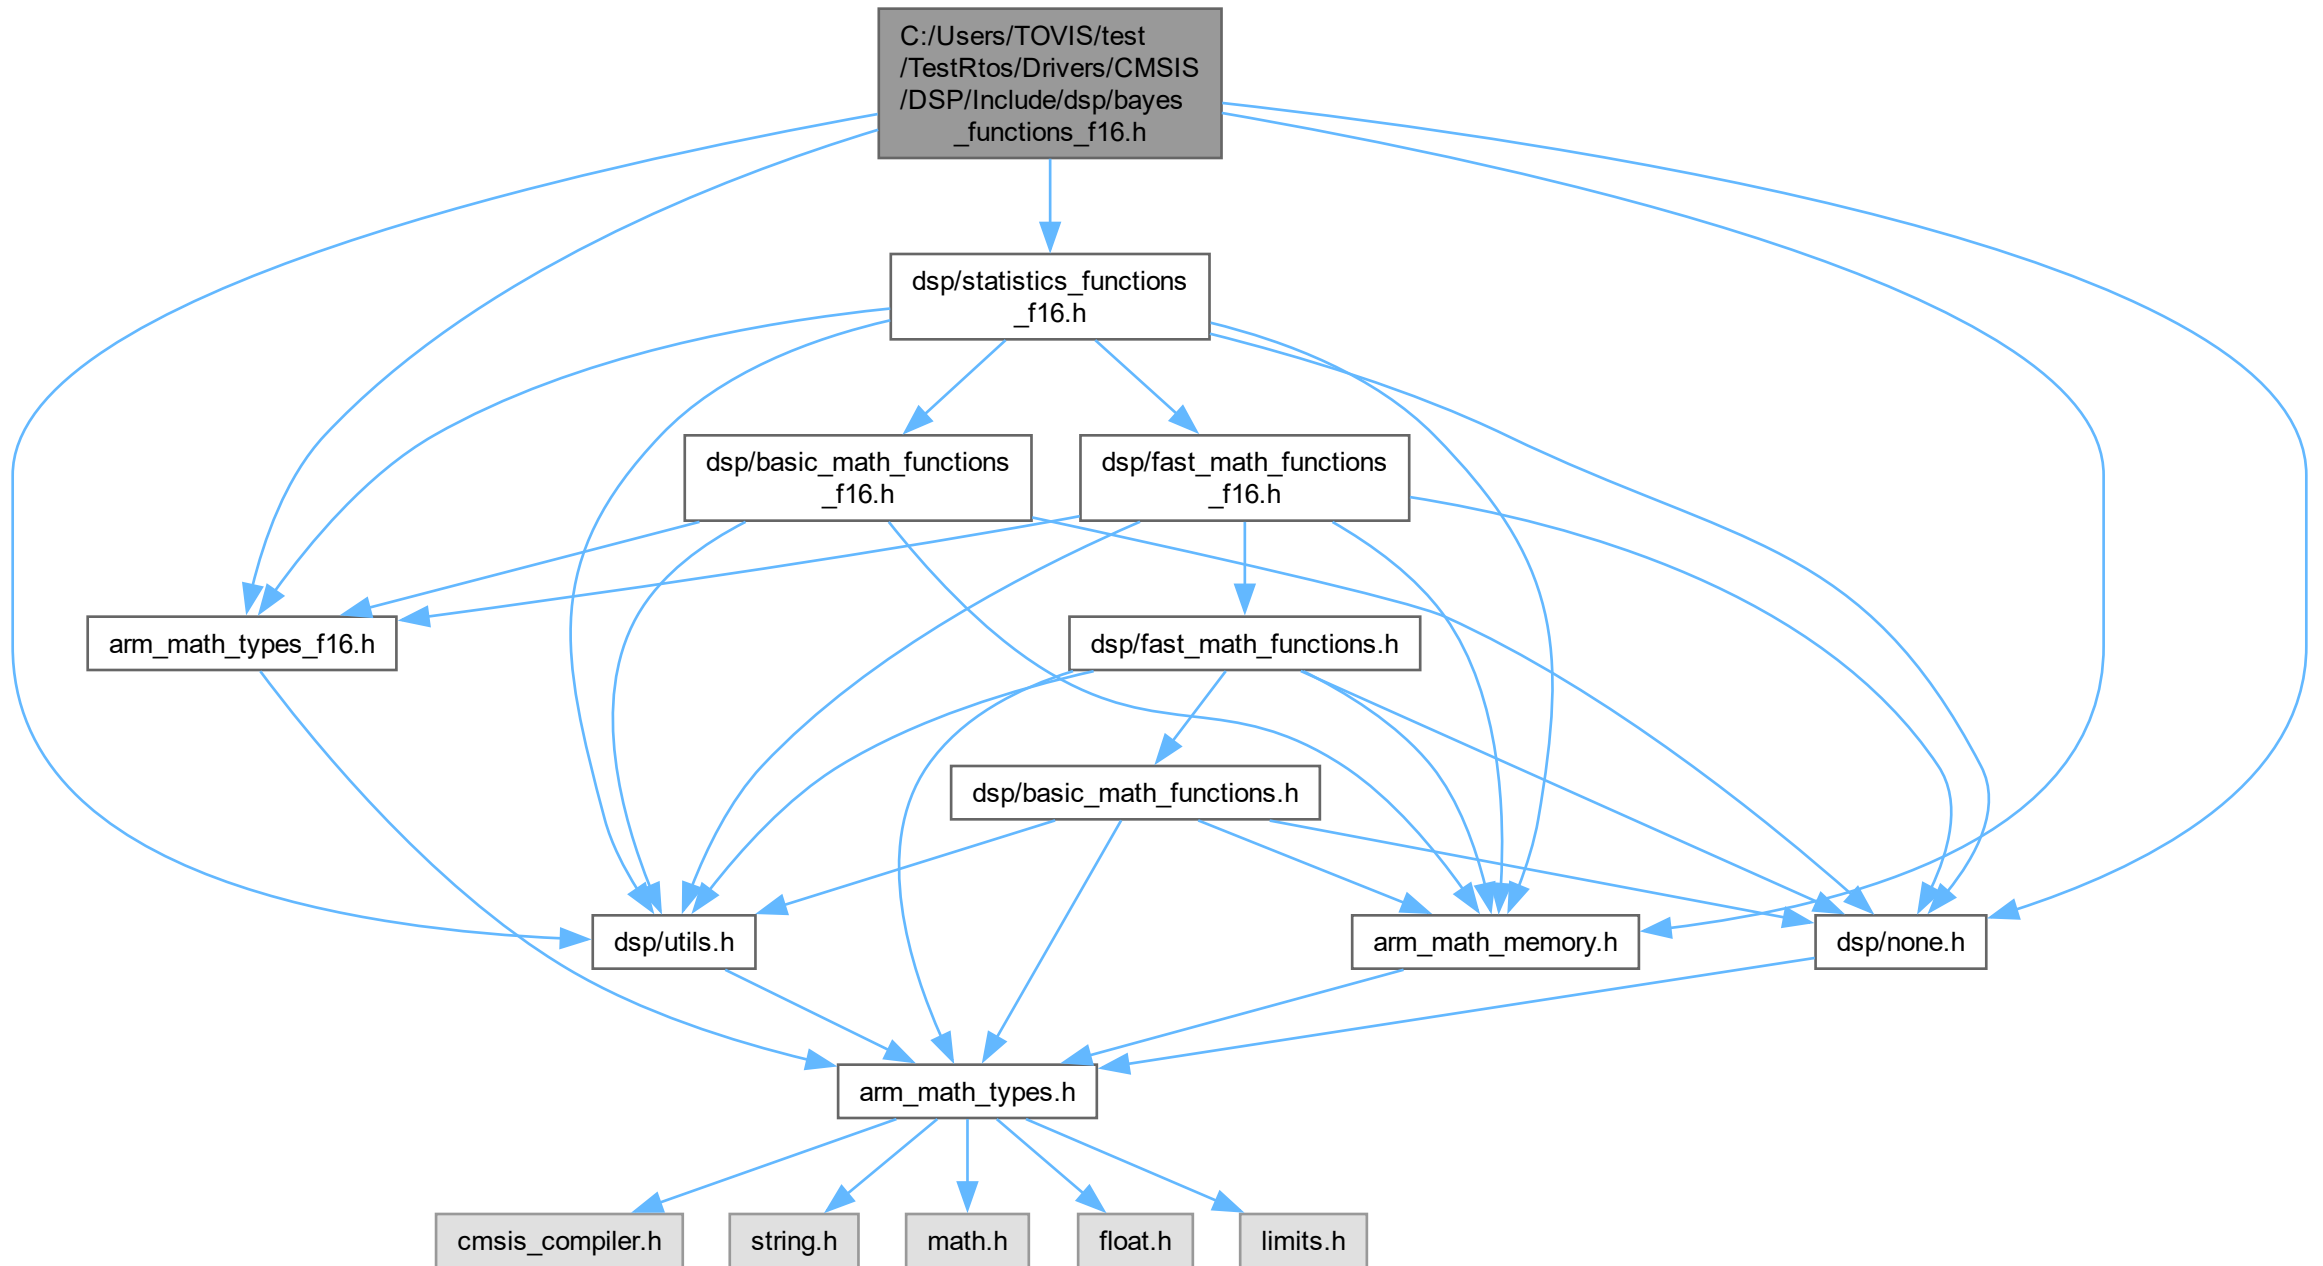 C:/Users/TOVIS/test
/TestRtos/Drivers/CMSIS
/DSP/Include/dsp/bayes
_functions_f16.h
dsp/statistics_functions
_f16.h
dsp/basic_math_functions
_f16.h
dsp/fast_math_functions
_f16.h
arm_math_types_f16.h
dsp/fast_math_functions.h
dsp/basic_math_functions.h
dsp/utils.h
arm_math_memory.h
dsp/none.h
arm_math_types.h
cmsis_compiler.h
string.h
math.h
float.h
limits.h